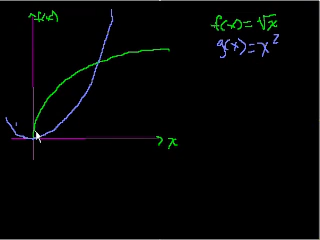 f(x)
f(x)=√x
g(x)=x²
x